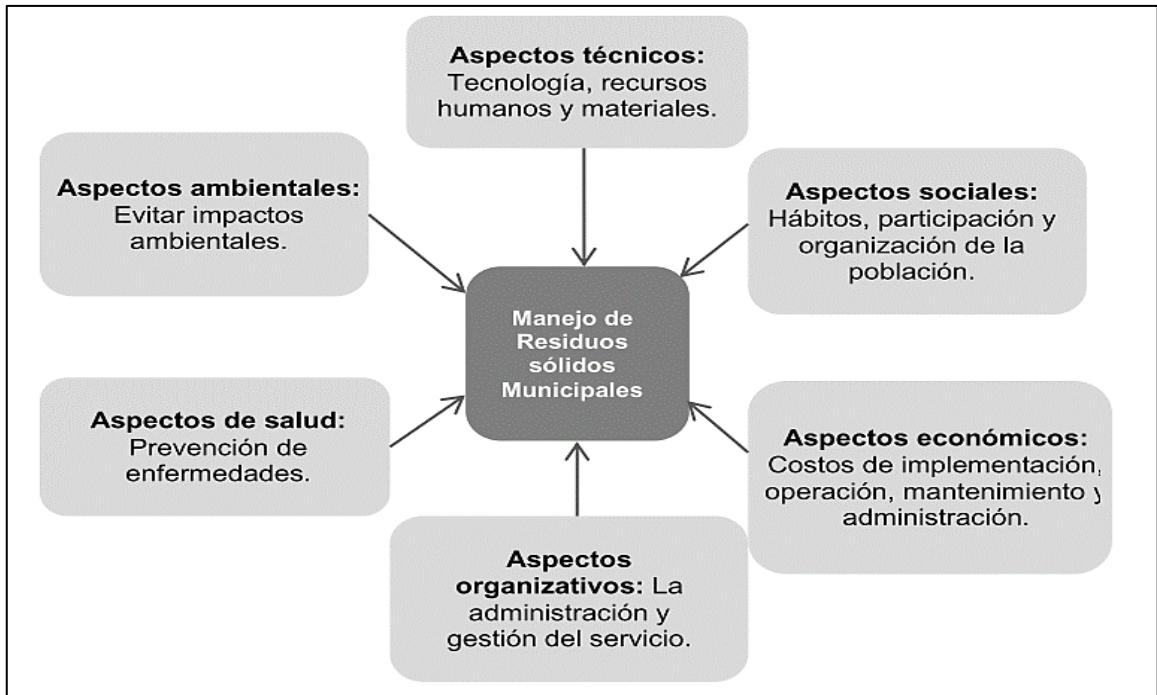 Aspectos técnicos:
Tecnología, recursos
humanos y materiales.
Aspectos ambientales:
Evitar impactos
ambientales.
Aspectos sociales:
Hábitos, participación y
organización de la
población.
Manejo de
Residuos
sólidos
Municipales
Aspectos de salud:
Prevención de
enfermedades.
Aspectos económicos:
Costos de implementación,
operación, mantenimiento y
administración.
Aspectos
organizativos: La
administración y
gestión del servicio.